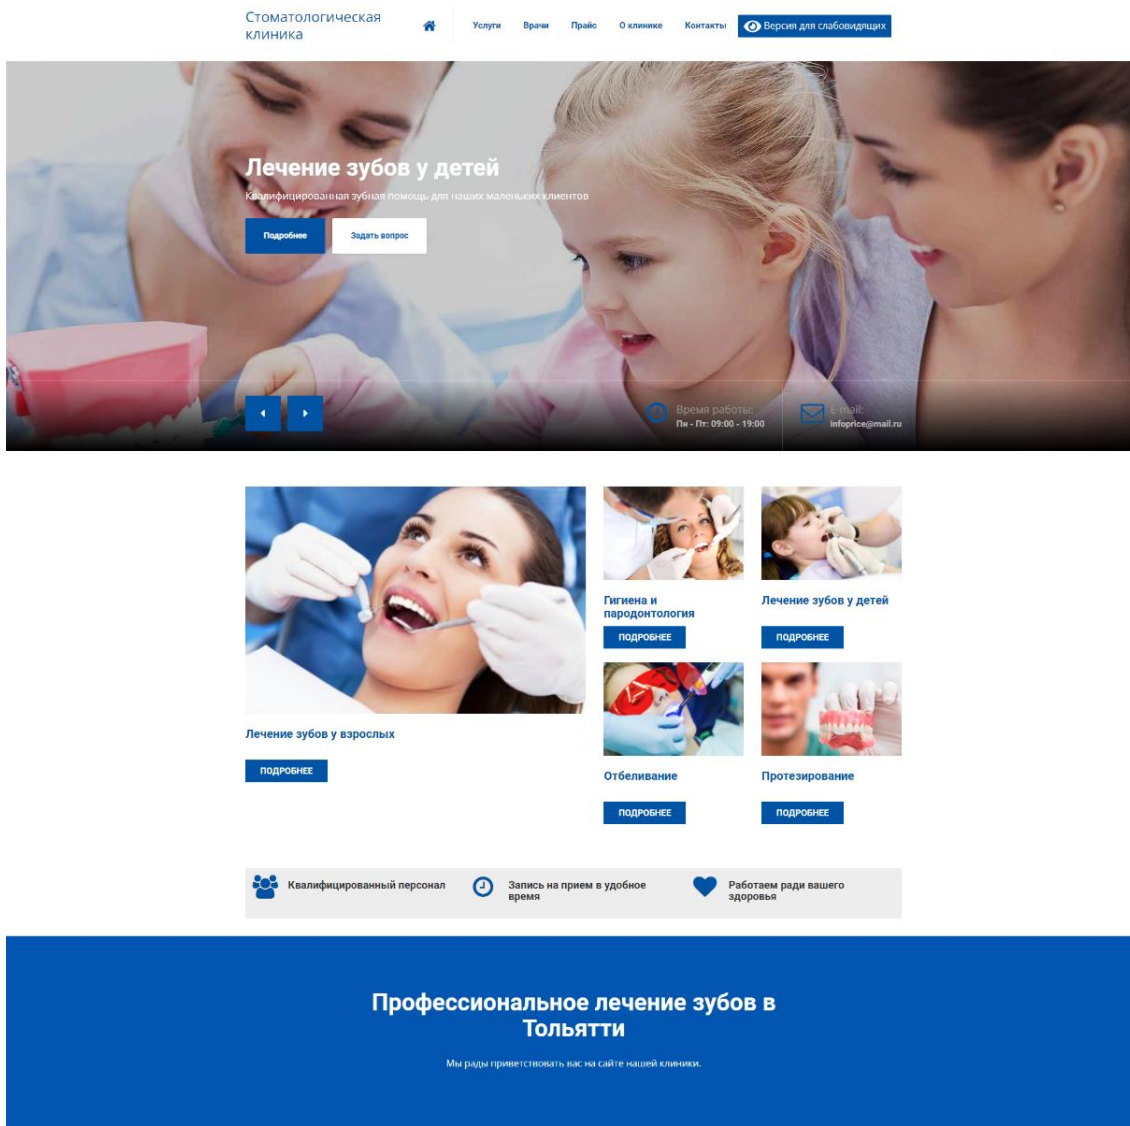 Стоматологическая
клиника
Услуги Врачи Прайс О клинике Контакты Версия для слабовидящих
Лечение зубов у детей
Квалифицированная зубная помощь для наших маленьких клиентов
Подробнее Задать вопрос
Время работы: E-mail:
Пн - Пт: 09:00 - 19:00 infoprice@mail.ru
Гигиена и
пародонтология
Лечение зубов у детей
ПОДРОБНЕЕ ПОДРОБНЕЕ
Лечение зубов у взрослых
ПОДРОБНЕЕ
Отбеливание Протезирование
ПОДРОБНЕЕ ПОДРОБНЕЕ
Квалифицированный персонал
Запись на прием в удобное
время
Работаем ради вашего
здоровья
Профессиональное лечение зубов в
Тольятти
Мы рады приветствовать вас на сайте нашей клиники.